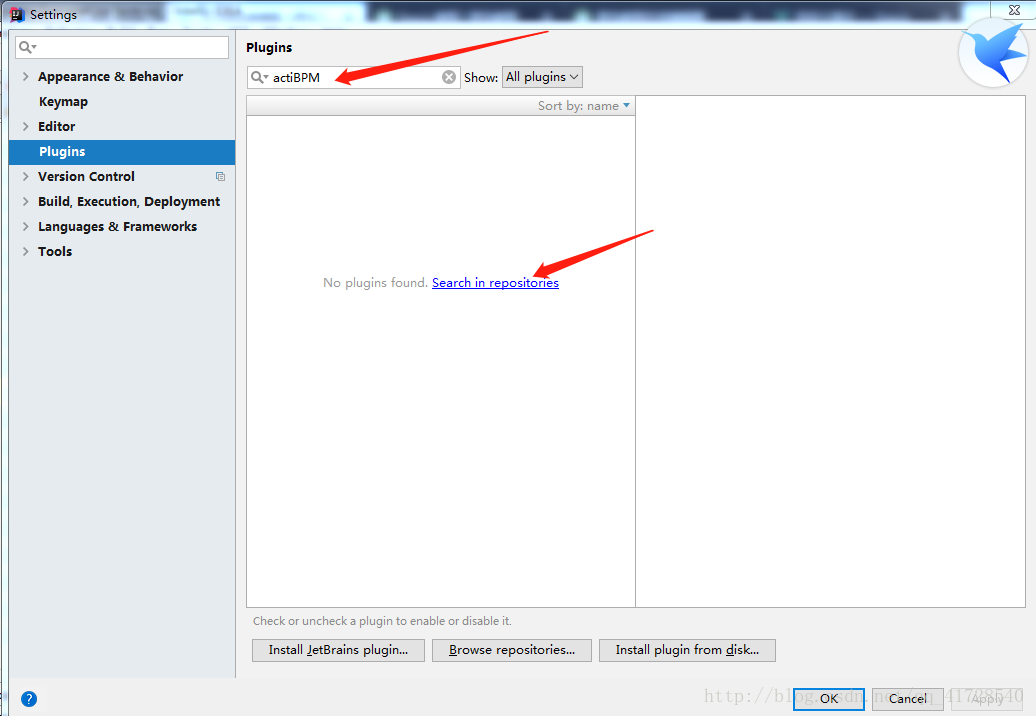 Settings
Appearance & Behavior
Keymap
Editor
Plugins
Version Control
Build, Execution, Deployment
Languages & Frameworks
Tools
Plugins
actiBPM Show: All plugins
Sort by: name
No plugins found. Search in repositories
Check or uncheck a plugin to enable or disable it.
Install JetBrains plugin... Browse repositories... Install plugin from disk...
? OK Cancel Apply
http://blog.csdn.net/qq_41728540